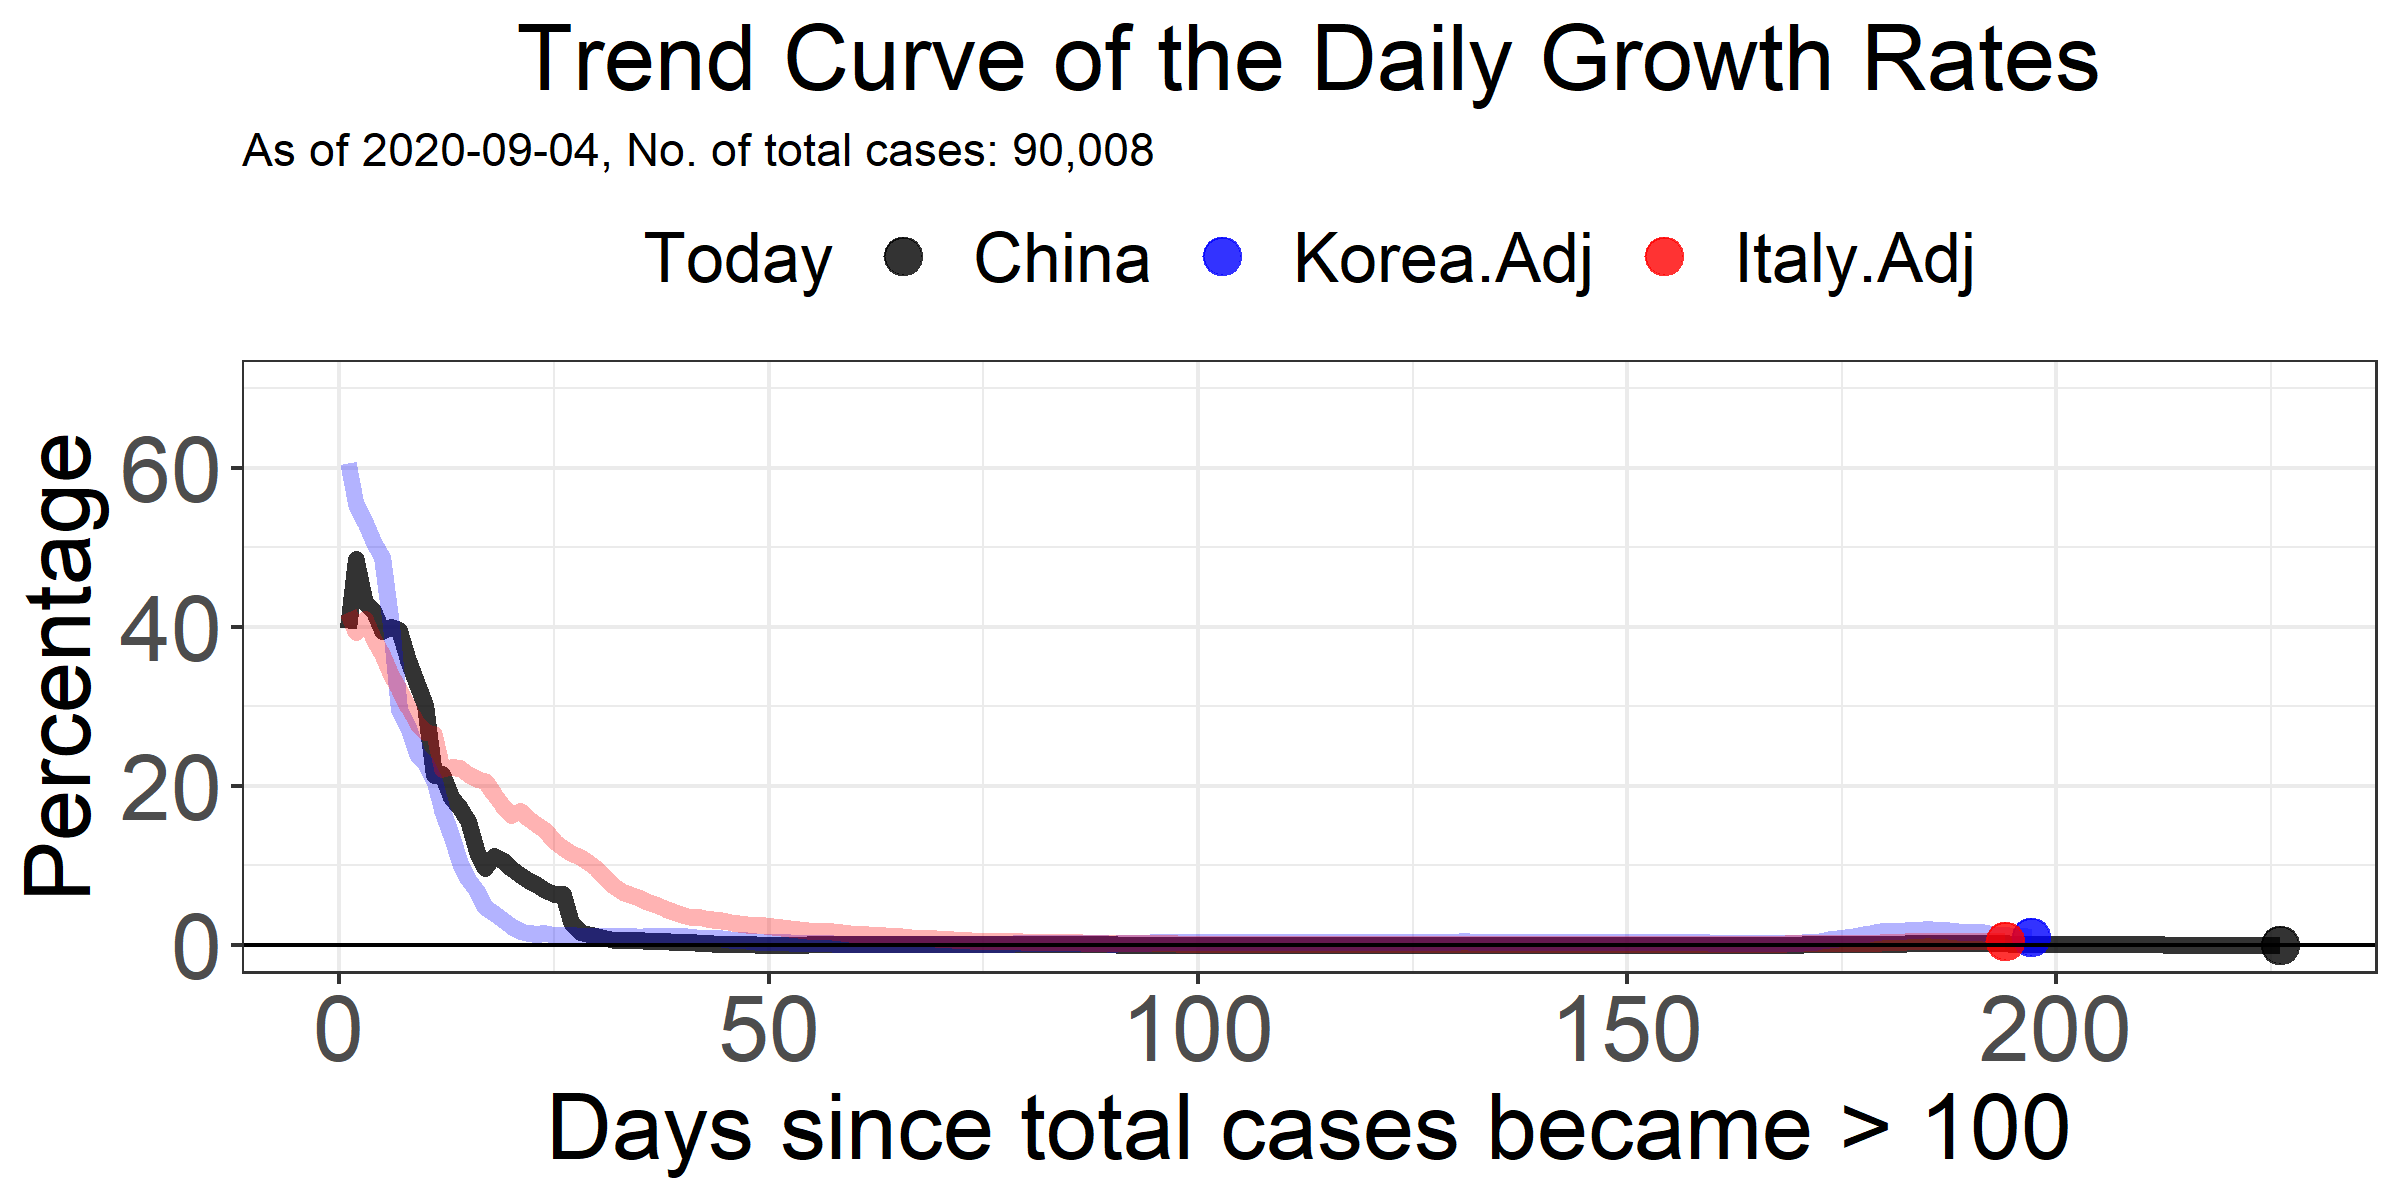 Trend Curve of the Daily Growth Rates
As of 2020-09-04, No. of total cases: 90,008
Today China Korea.Adj Italy.Adj
Percentage
60
40
20
0
0 50 100 150 200
Days since total cases became > 100